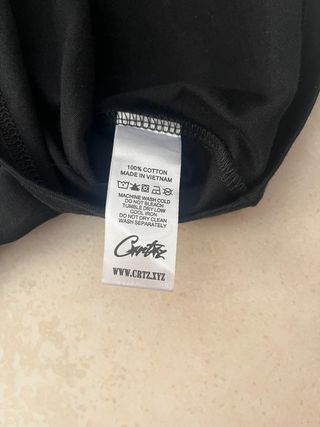 100% COTTON
MADE IN VIETNAM
MACHINE WASH COLD
DO NOT BLEACH
TUMBLE DRY LOW
COOL IRON
DO NOT DRY CLEAN
WASH SEPARATELY
Crtz
WWW.CRTZ.XYZ